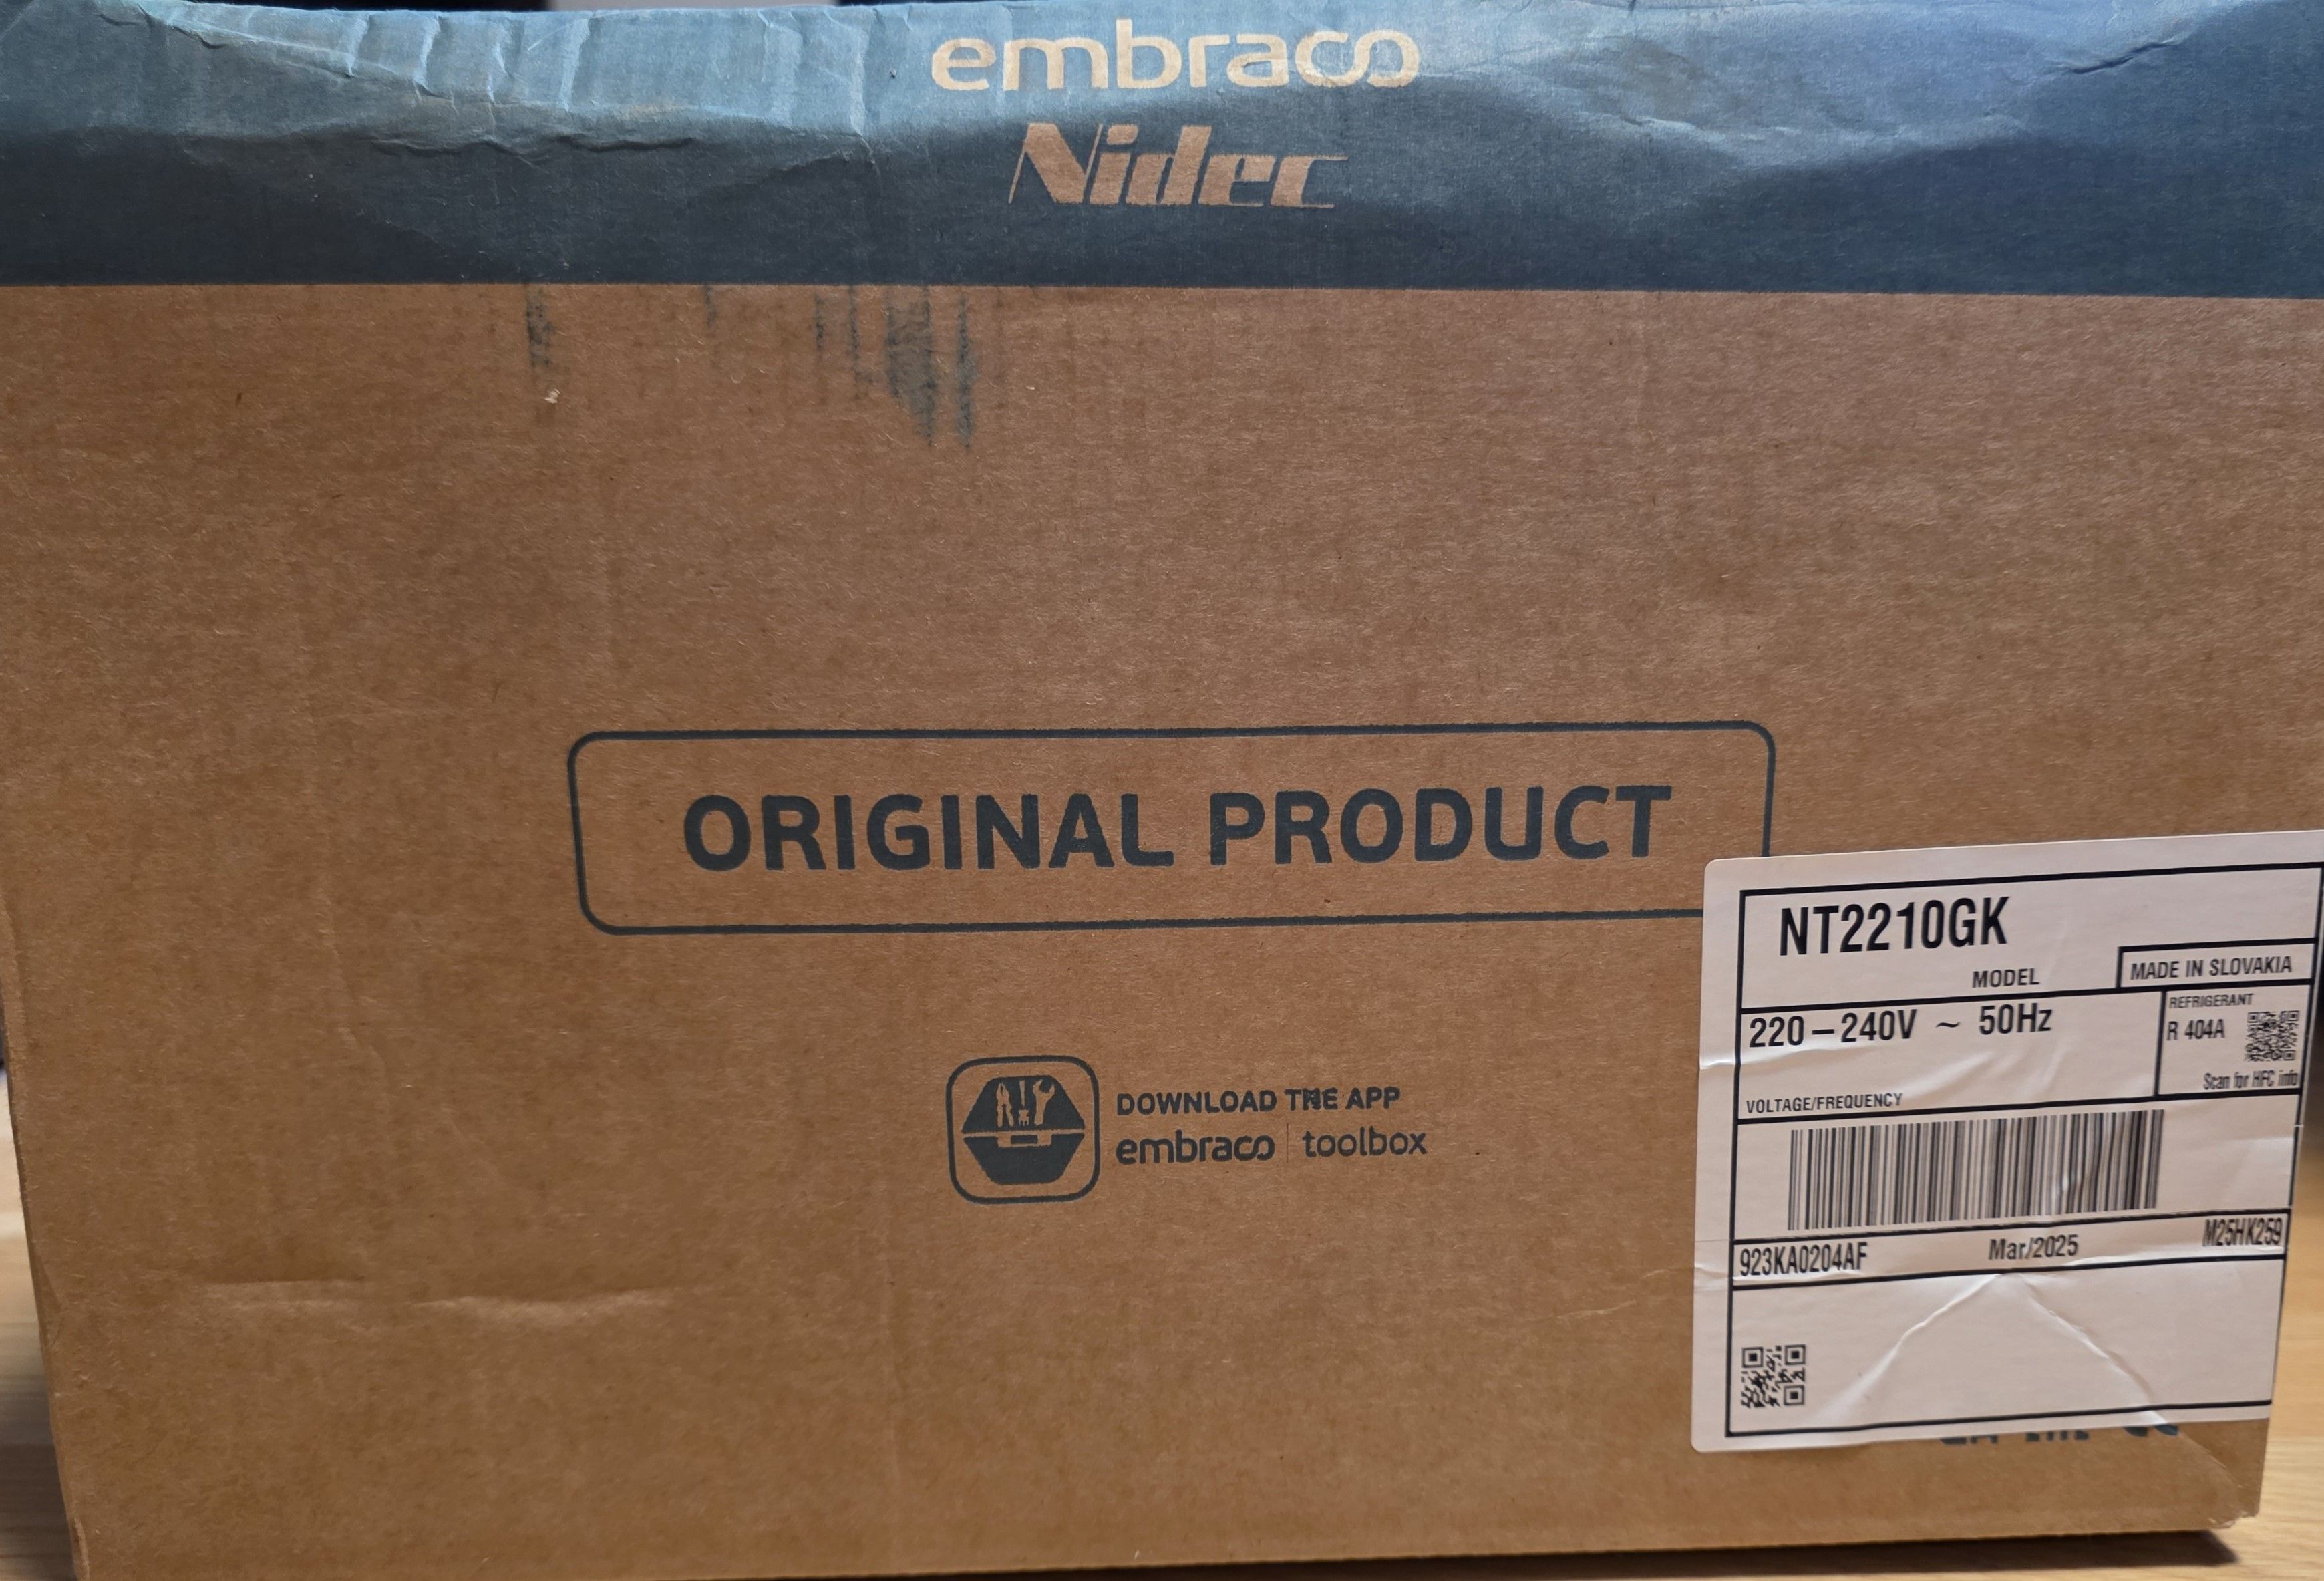 embraco
Nidec
ORIGINAL PRODUCT
DOWNLOAD THE APP
embraco | toolbox
NT2210GK
MODEL
MADE IN SLOVAKIA
220-240V ~ 50Hz
VOLTAGE/FREQUENCY
REFRIGERANT
R 404A
Scan for HFC info
923KA0204AF
Mar/2025
M25HK259